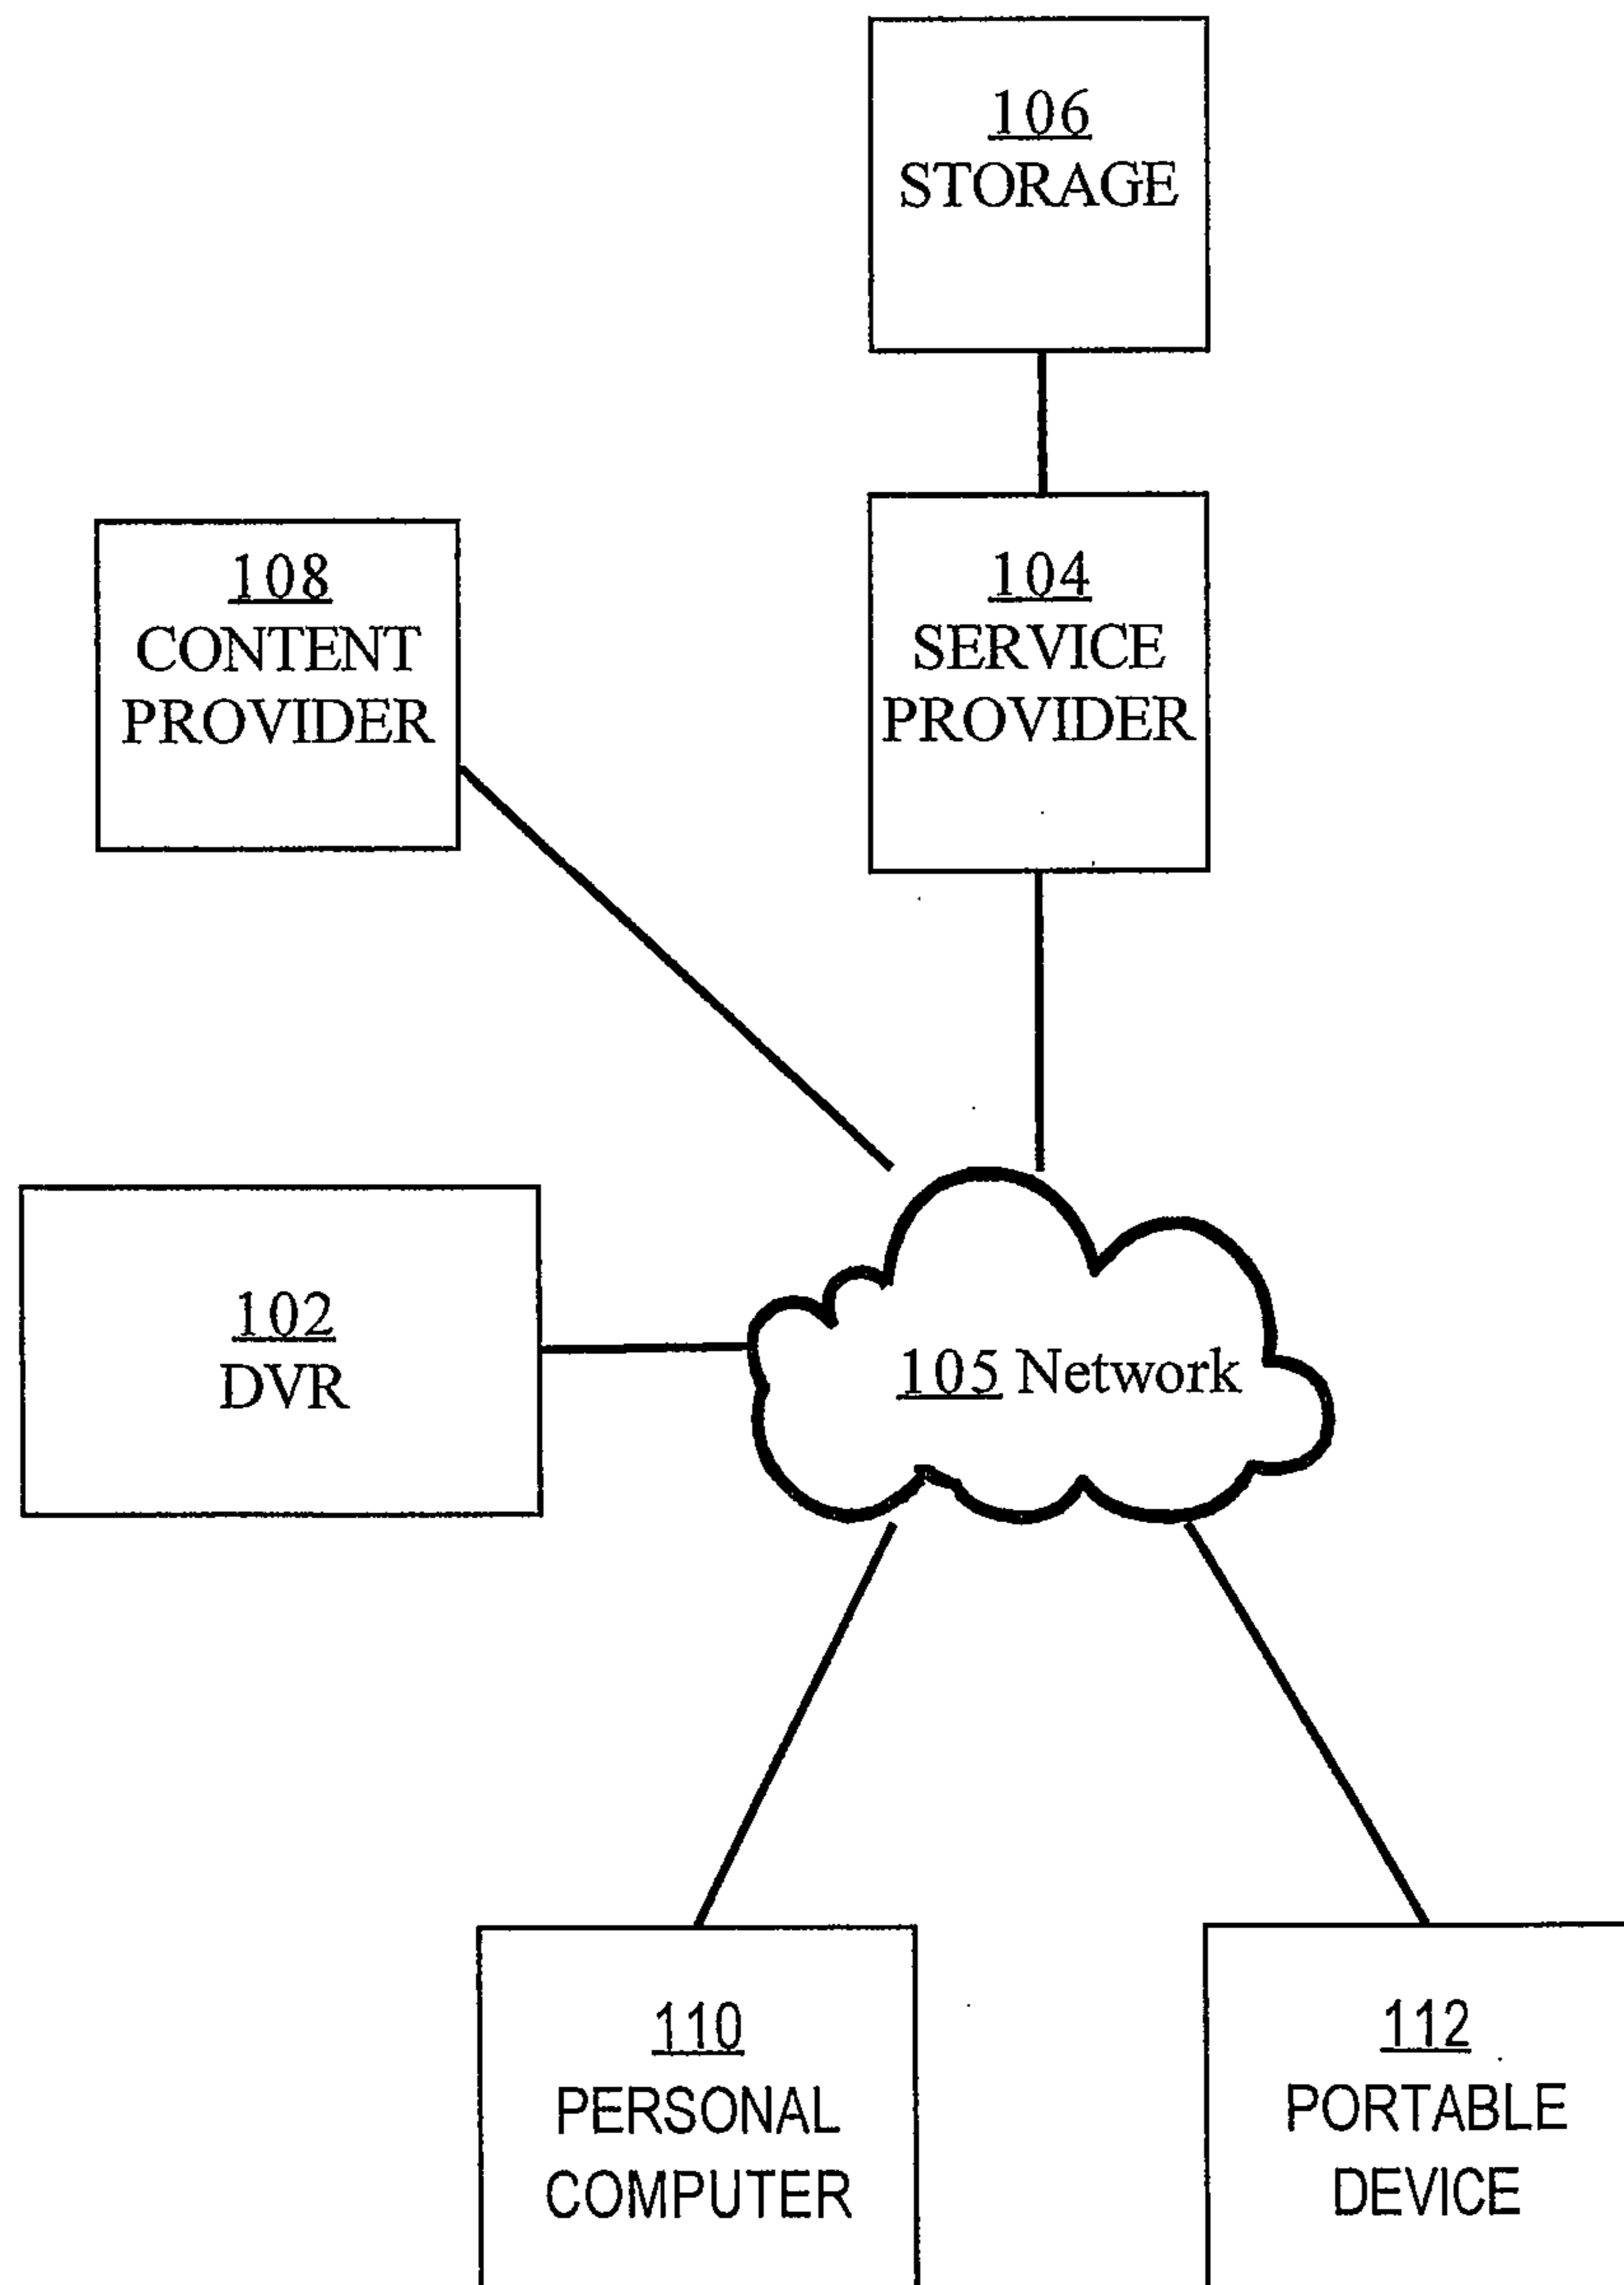 106
STORAGE
108
CONTENT
PROVIDER
104
SERVICE
PROVIDER
102
DVR
105 Network
110
PERSONAL
COMPUTER
112
PORTABLE
DEVICE